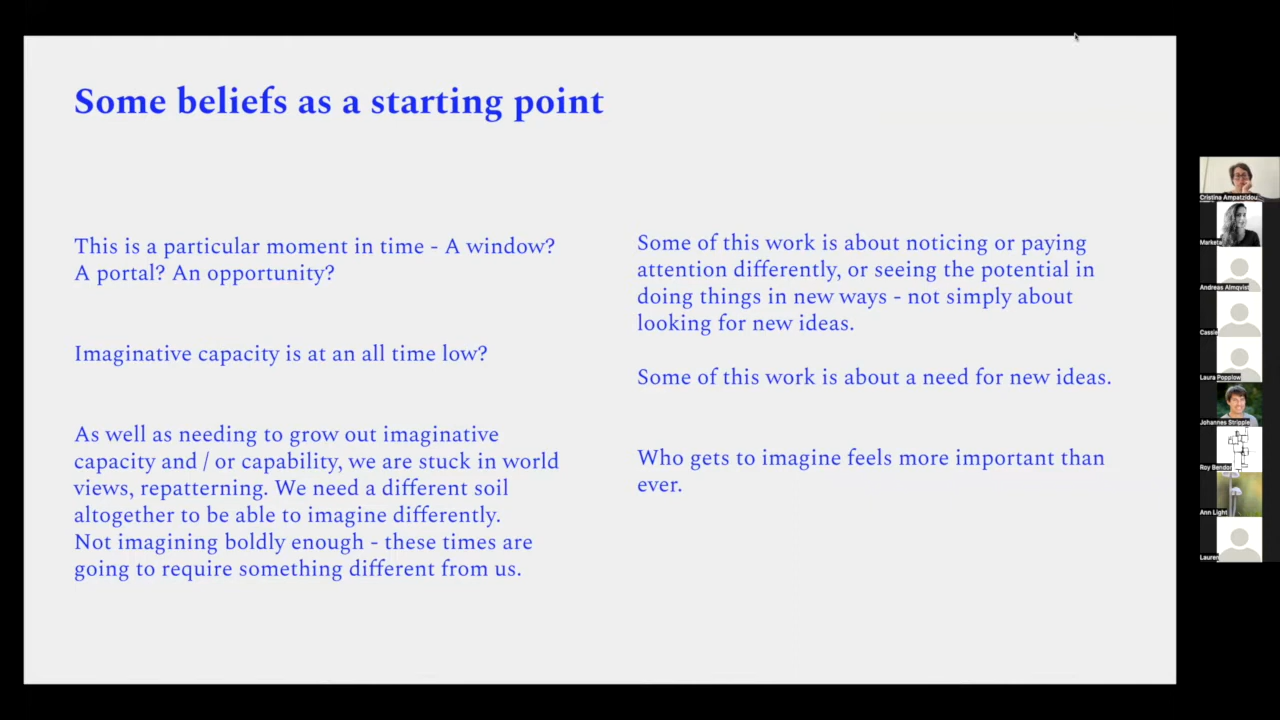 Some beliefs as a starting point
This is a particular moment in time - A window?
A portal? An opportunity?
Imaginative capacity is at an all time low?
As well as needing to grow out imaginative
capacity and / or capability, we are stuck in world
views, repatterning. We need a different soil
altogether to be able to imagine differently.
Not imagining boldly enough - these times are
going to require something different from us.
Some of this work is about noticing or paying
attention differently, or seeing the potential in
doing things in new ways - not simply about
looking for new ideas.
Some of this work is about a need for new ideas.
Who gets to imagine feels more important than
ever.
Cristina Ampatzidou
Marketa
Andreas Almqvist
Cassie
Laura Popplow
Johannes Stripple
Roy Bendor
Ann Light
Lauren